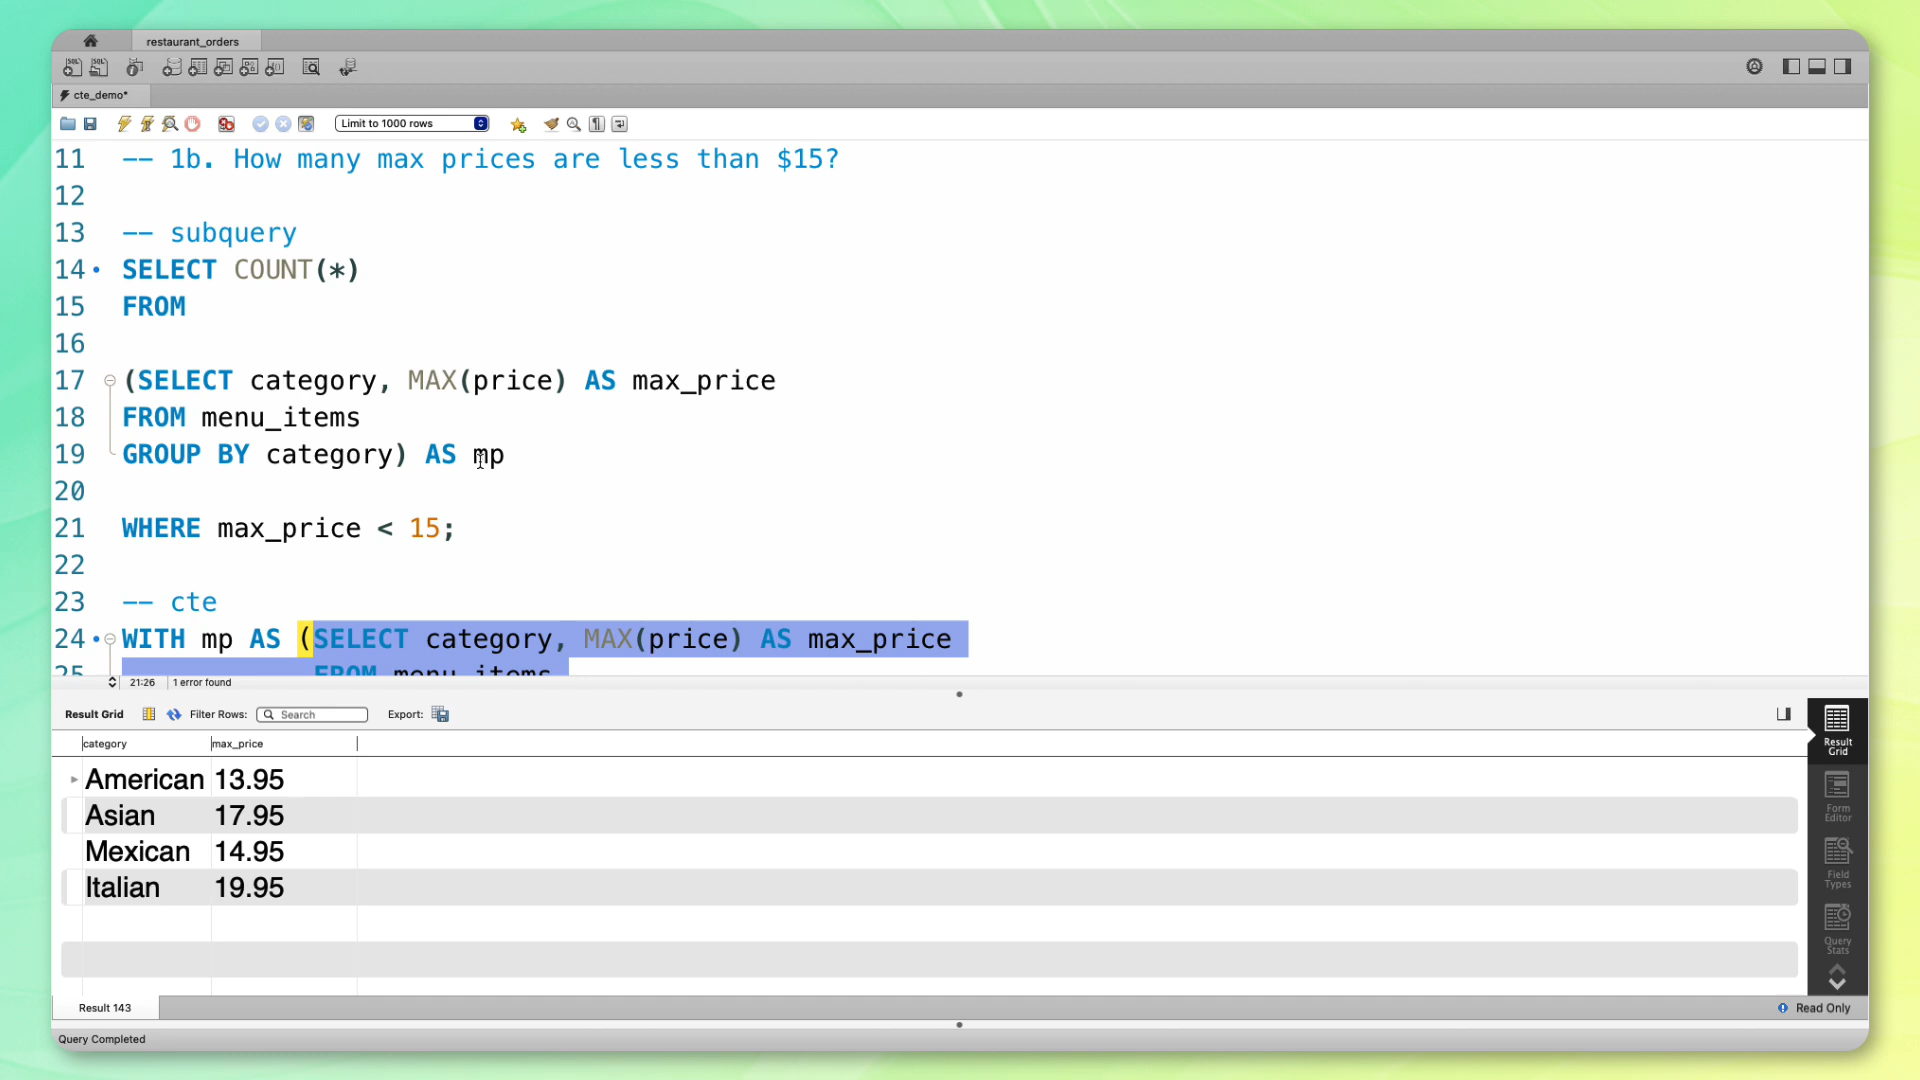 restaurant_orders
cte_demo*
Limit to 1000 rows
11 -- 1b. How many max prices are less than $15?
12
13 -- subquery
14 SELECT COUNT(*)
15 FROM
16
17 (SELECT category, MAX(price) AS max_price
18 FROM menu_items
19 GROUP BY category) AS mp
20
21 WHERE max_price < 15;
22
23 -- cte
24 WITH mp AS (SELECT category, MAX(price) AS max_price
25 FROM menu_items
21:26 1 error found
Result Grid Filter Rows: Search Export:
category max_price
American 13.95
Asian 17.95
Mexican 14.95
Italian 19.95
Result Grid
Form Editor
Field Types
Query Stats
Result 143
Read Only
Query Completed